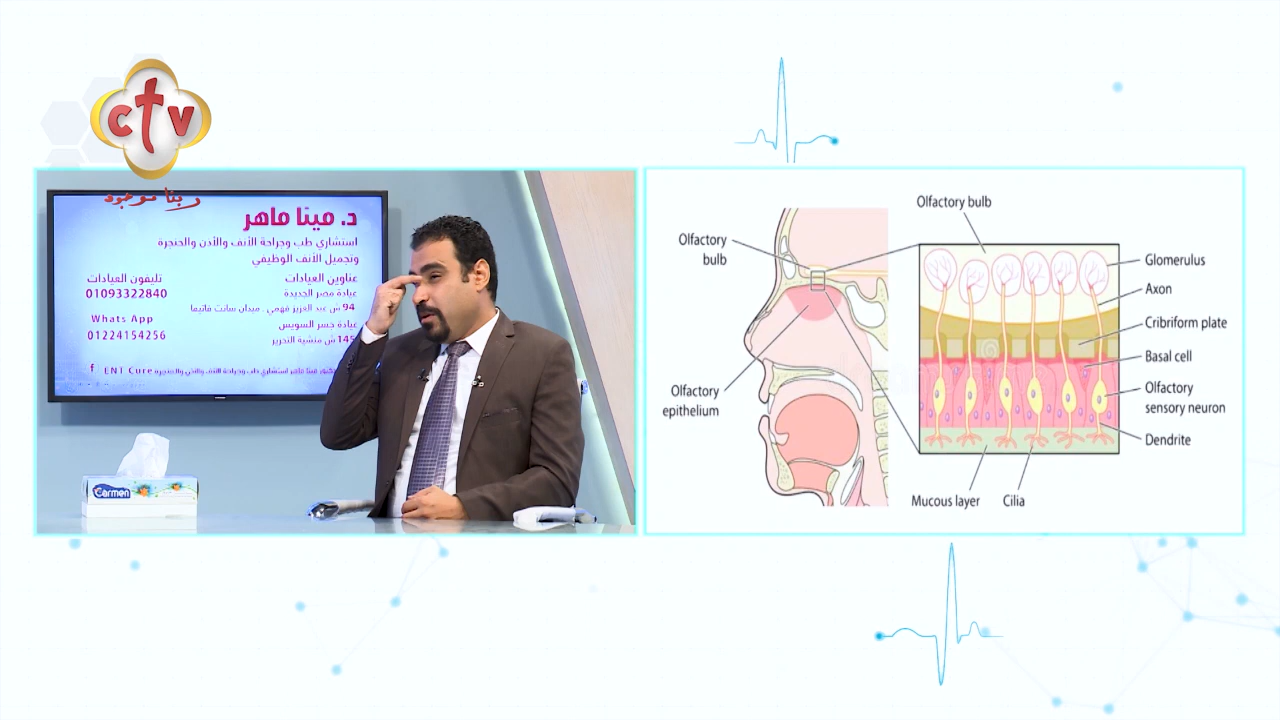 ctv
ربنا موجود
د. مينا ماهر
استشاري طب وجراحة الأنف والأذن والحنجرة
وتجميل الأنف الوظيفي
عناوين العيادات
عيادة مصر الجديدة
94 ش عبد العزيز فهمي . ميدان سانت فاتيما
عيادة جسر السويس
145 ش منشية التحرير
تليفون العيادات
01093322840
Whats App
01224154256
f ENT Cure
Carmen
Olfactory bulb
Olfactory
bulb
Olfactory
epithelium
Glomerulus
Axon
Cribriform plate
Basal cell
Olfactory
sensory neuron
Dendrite
Mucous layer
Cilia